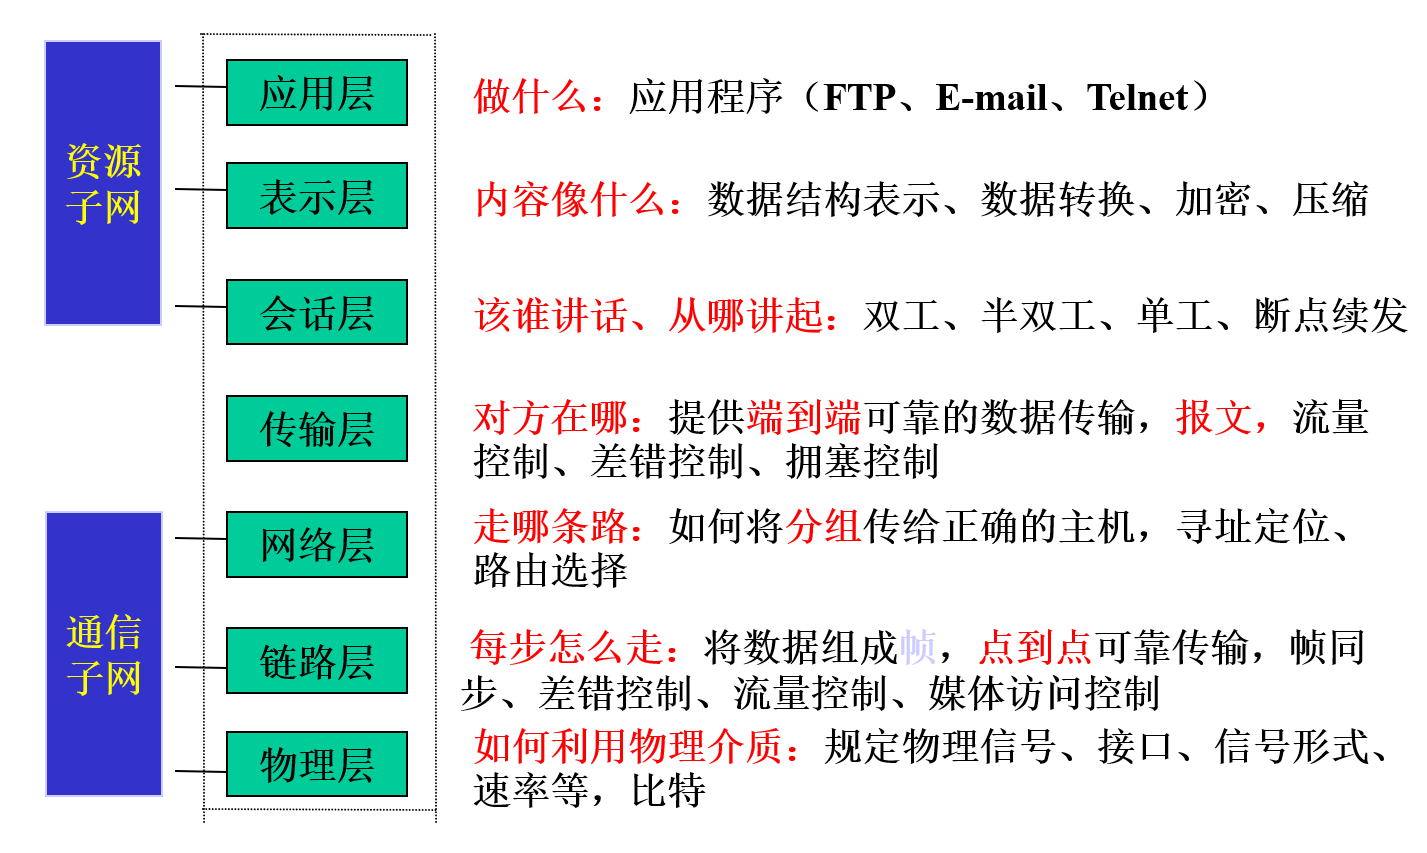 资源
子网
应用层
做什么：应用程序（FTP、E-mail、Telnet）
表示层
内容像什么：数据结构表示、数据转换、加密、压缩
会话层
该谁讲话、从哪讲起：双工、半双工、单工、断点续发
传输层
对方在哪：提供端到端可靠的数据传输，报文，流量
控制、差错控制、拥塞控制
通信
子网
网络层
走哪条路：如何将分组传给正确的主机，寻址定位、
路由选择
链路层
每步怎么走：将数据组成帧，点到点可靠传输，帧同
步、差错控制、流量控制、媒体访问控制
物理层
如何利用物理介质：规定物理信号、接口、信号形式、
速率等，比特